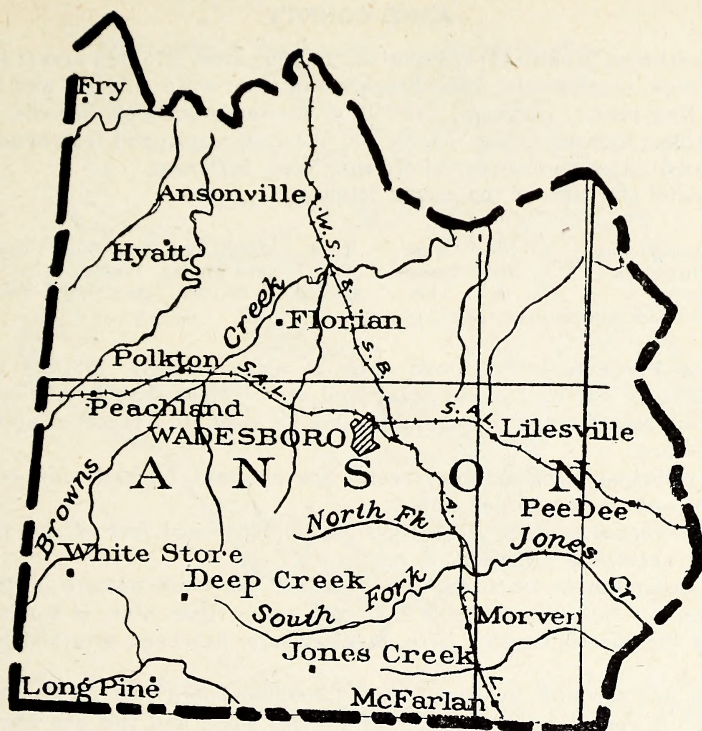 Fry
Ansonville
W.S. & S.B.
Hyatt
Creek
Florian
Polkton
S.A.L.
Peachland
WADESBORO
S.A.L.
Lilesville
ANSON
Browns
PeeDee
North Fk
A.C.L.
Jones Cr
White Store
Deep Creek
South Fork
Morven
Jones Creek
Long Pine
McFarlan